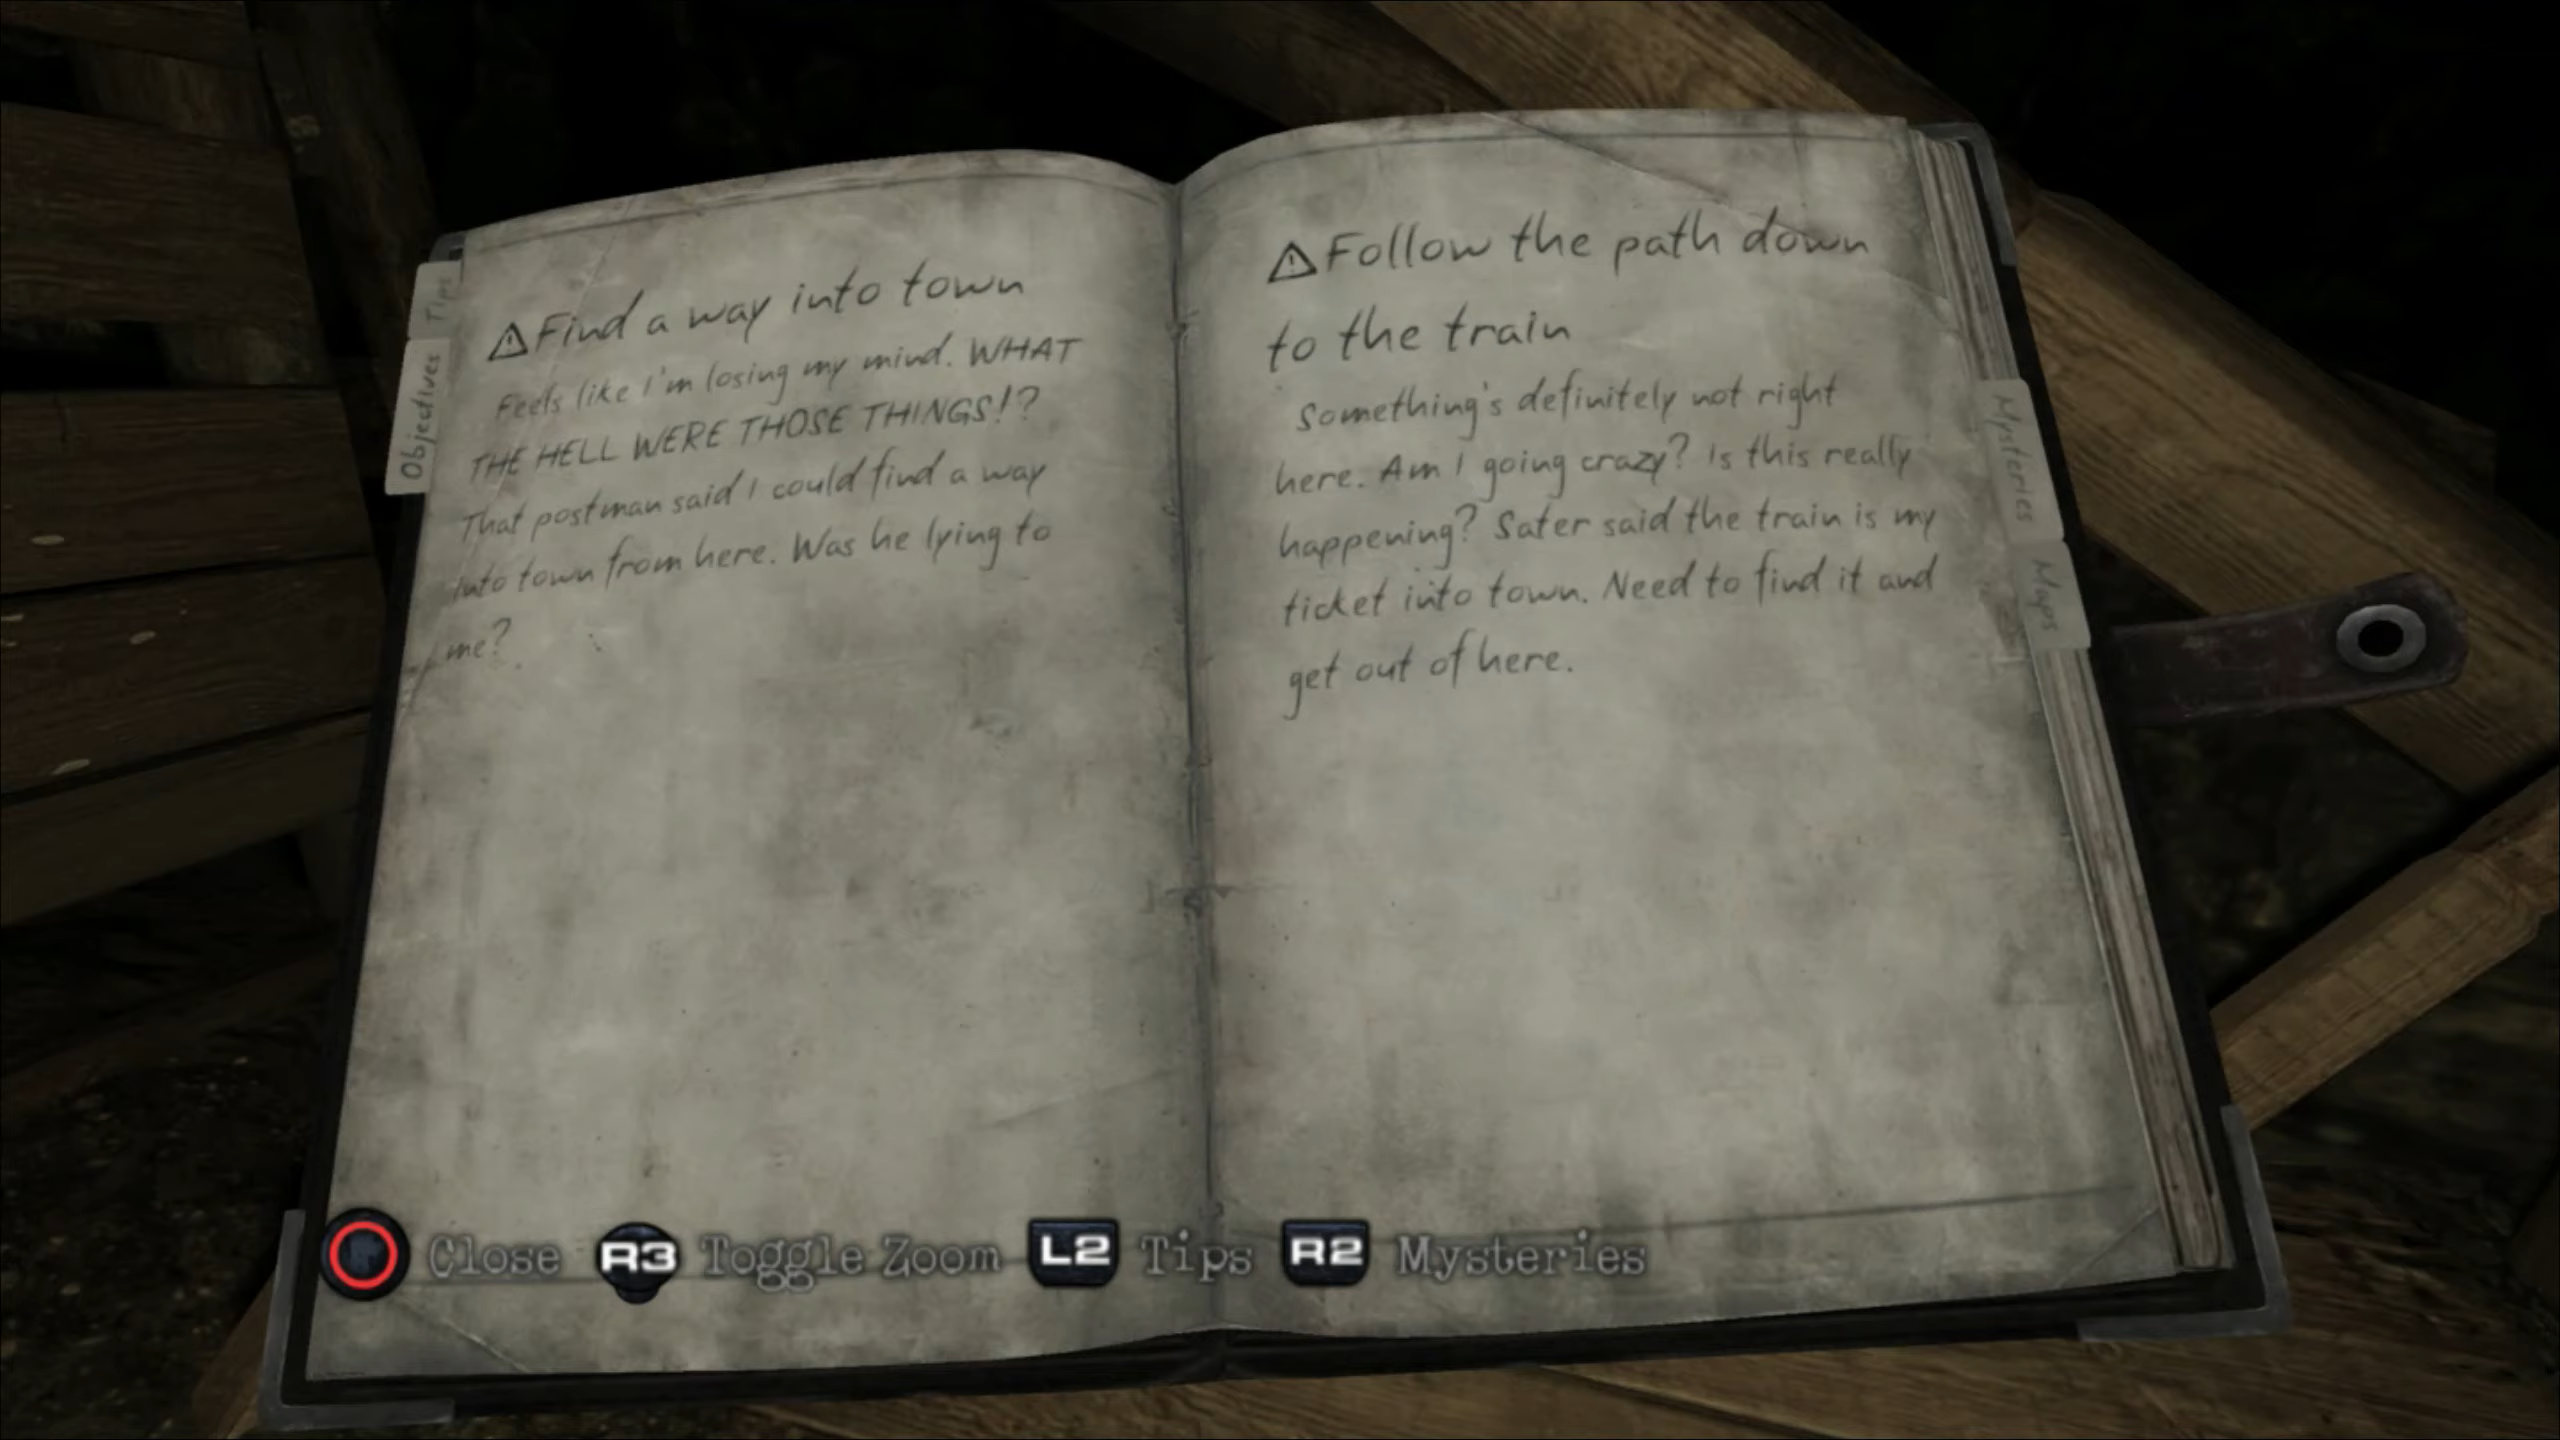 Tips
Objectives
Find a way into town
Feels like I'm losing my mind. WHAT
THE HELL WERE THOSE THINGS!?
That postman said I could find a way
into town from here. Was he lying to
me?
Follow the path down
to the train
Something's definitely not right
here. Am I going crazy? Is this really
happening? Sater said the train is my
ticket into town. Need to find it and
get out of here.
Mysteries
Maps
Close R3 Toggle Zoom L2 Tips R2 Mysteries